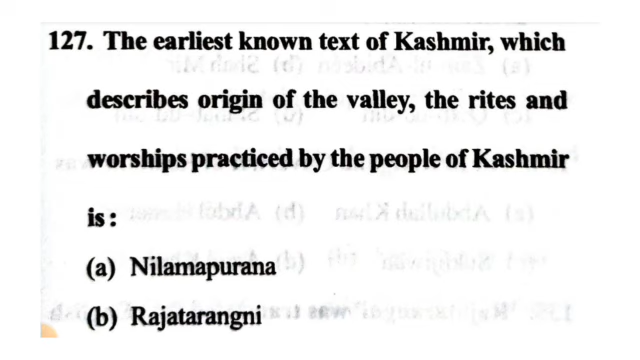 127. The earliest known text of Kashmir, which
describes origin of the valley, the rites and
worships practiced by the people of Kashmir
is :
(a) Nilamapurana
(b) Rajatarangni